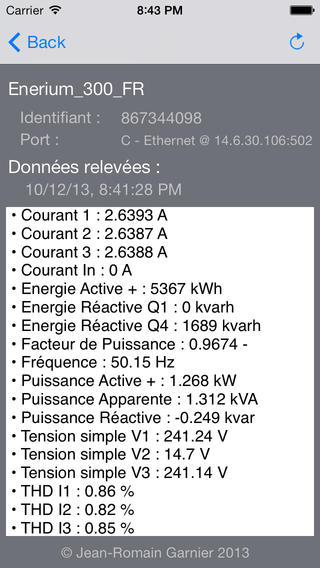 Carrier 8:43 PM
Back
Enerium_300_FR
Identifiant : 867344098
Port : C - Ethernet @ 14.6.30.106:502
Données relevées :
10/12/13, 8:41:28 PM
• Courant 1 : 2.6393 A
• Courant 2 : 2.6387 A
• Courant 3 : 2.6388 A
• Courant In : 0 A
• Energie Active + : 5367 kWh
• Energie Réactive Q1 : 0 kvarh
• Energie Réactive Q4 : 1689 kvarh
• Facteur de Puissance : 0.9674 -
• Fréquence : 50.15 Hz
• Puissance Active + : 1.268 kW
• Puissance Apparente : 1.312 kVA
• Puissance Réactive : -0.249 kvar
• Tension simple V1 : 241.24 V
• Tension simple V2 : 14.7 V
• Tension simple V3 : 241.14 V
• THD I1 : 0.86 %
• THD I2 : 0.82 %
• THD I3 : 0.85 %
© Jean-Romain Garnier 2013